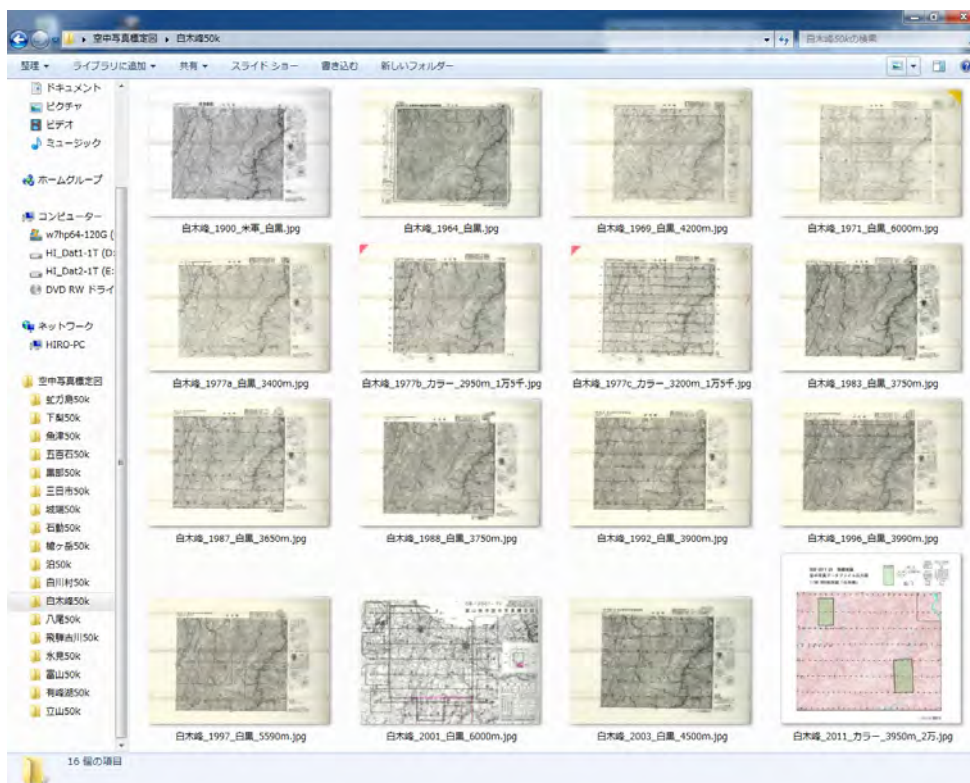 空中写真標定図 ▸ 白木峰50k
白木峰50kの検索
整理 ライブラリに追加 共有 スライド ショー 書き込む 新しいフォルダー
ドキュメント
ピクチャ
ビデオ
ミュージック
ホームグループ
コンピューター
w7hp64-120G (
HI_Dat1-1T (D:
HI_Dat2-1T (E:
DVD RW ドライ
ネットワーク
HIRO-PC
空中写真標定図
虻ガ島50k
下梨50k
魚津50k
五百石50k
黒部50k
三日市50k
城端50k
石動50k
槍ヶ岳50k
泊50k
白川村50k
白木峰50k
八尾50k
飛騨古川50k
氷見50k
富山50k
有峰湖50k
立山50k
白木峰_1900_米軍_白黒.jpg
白木峰_1964_白黒.jpg
白木峰_1969_白黒_4200m.jpg
白木峰_1971_白黒_6000m.jpg
白木峰_1977a_白黒_3400m.jpg
白木峰_1977b_カラー_2950m_1万5千.jpg
白木峰_1977c_カラー_3200m_1万5千.jpg
白木峰_1983_白黒_3750m.jpg
白木峰_1987_白黒_3650m.jpg
白木峰_1988_白黒_3750m.jpg
白木峰_1992_白黒_3900m.jpg
白木峰_1996_白黒_3990m.jpg
白木峰_1997_白黒_5590m.jpg
白木峰_2001_白黒_6000m.jpg
白木峰_2003_白黒_4500m.jpg
白木峰_2011_カラー_3950m_2万.jpg
16 個の項目